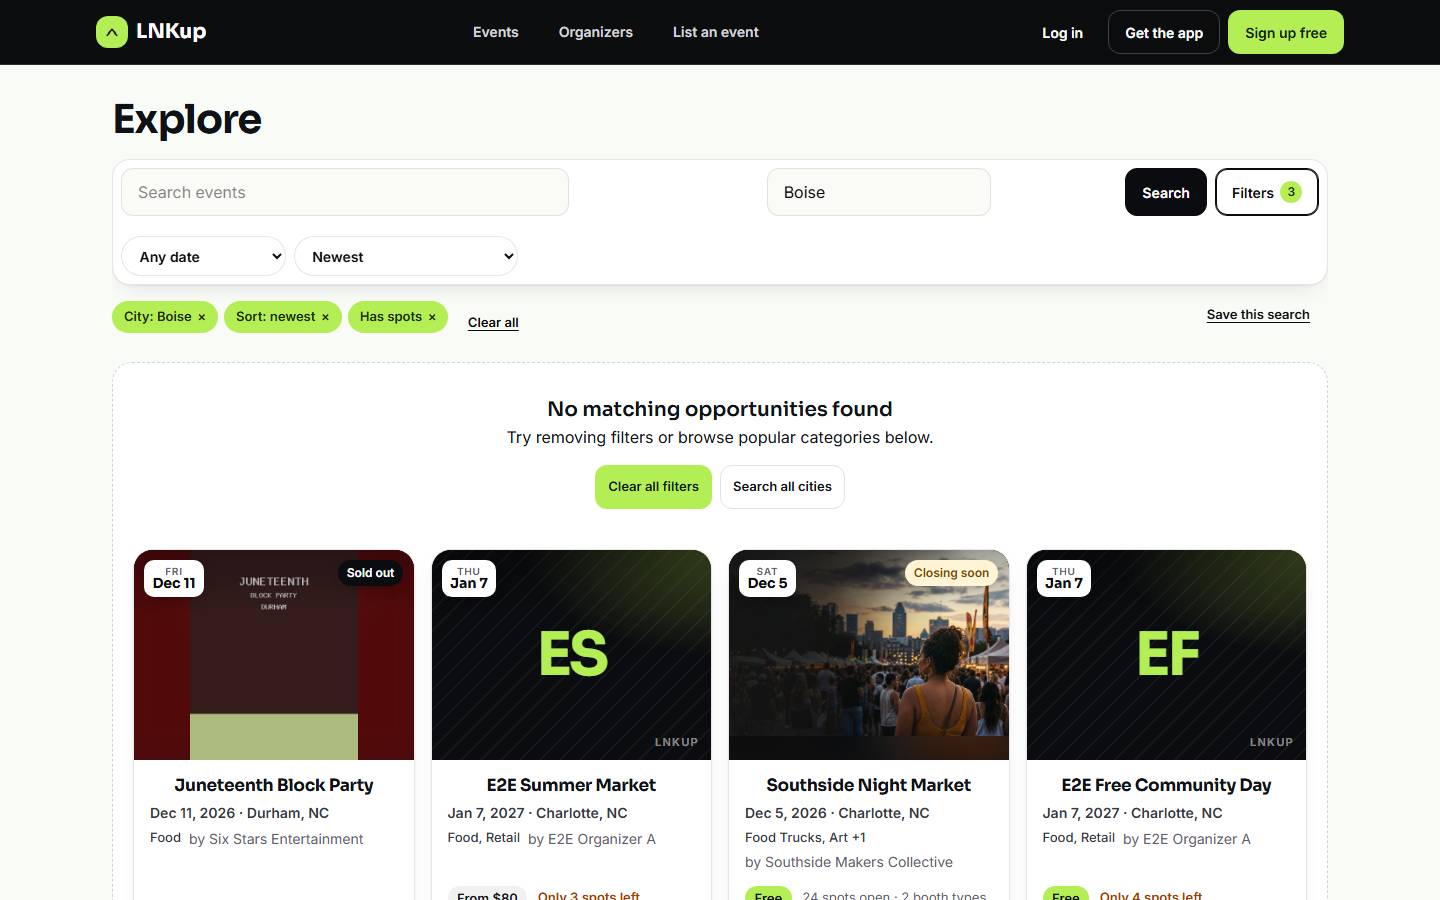 LNKup
Events
Organizers
List an event
Log in
Get the app
Sign up free
Explore
Search events
Boise
Search
Filters 3
Any date
Newest
City: Boise ×
Sort: newest ×
Has spots ×
Clear all
Save this search
No matching opportunities found
Try removing filters or browse popular categories below.
Clear all filters
Search all cities
FRI
Dec 11
Sold out
JUNETEENTH
BLOCK PARTY
DURHAM
Juneteenth Block Party
Dec 11, 2026 · Durham, NC
Food by Six Stars Entertainment
THU
Jan 7
ES
LNKUP
E2E Summer Market
Jan 7, 2027 · Charlotte, NC
Food, Retail by E2E Organizer A
From $80 Only 3 spots left
SAT
Dec 5
Closing soon
Southside Night Market
Dec 5, 2026 · Charlotte, NC
Food Trucks, Art +1
by Southside Makers Collective
Free 24 spots open · 2 booth types
THU
Jan 7
EF
LNKUP
E2E Free Community Day
Jan 7, 2027 · Charlotte, NC
Food, Retail by E2E Organizer A
Free Only 4 spots left